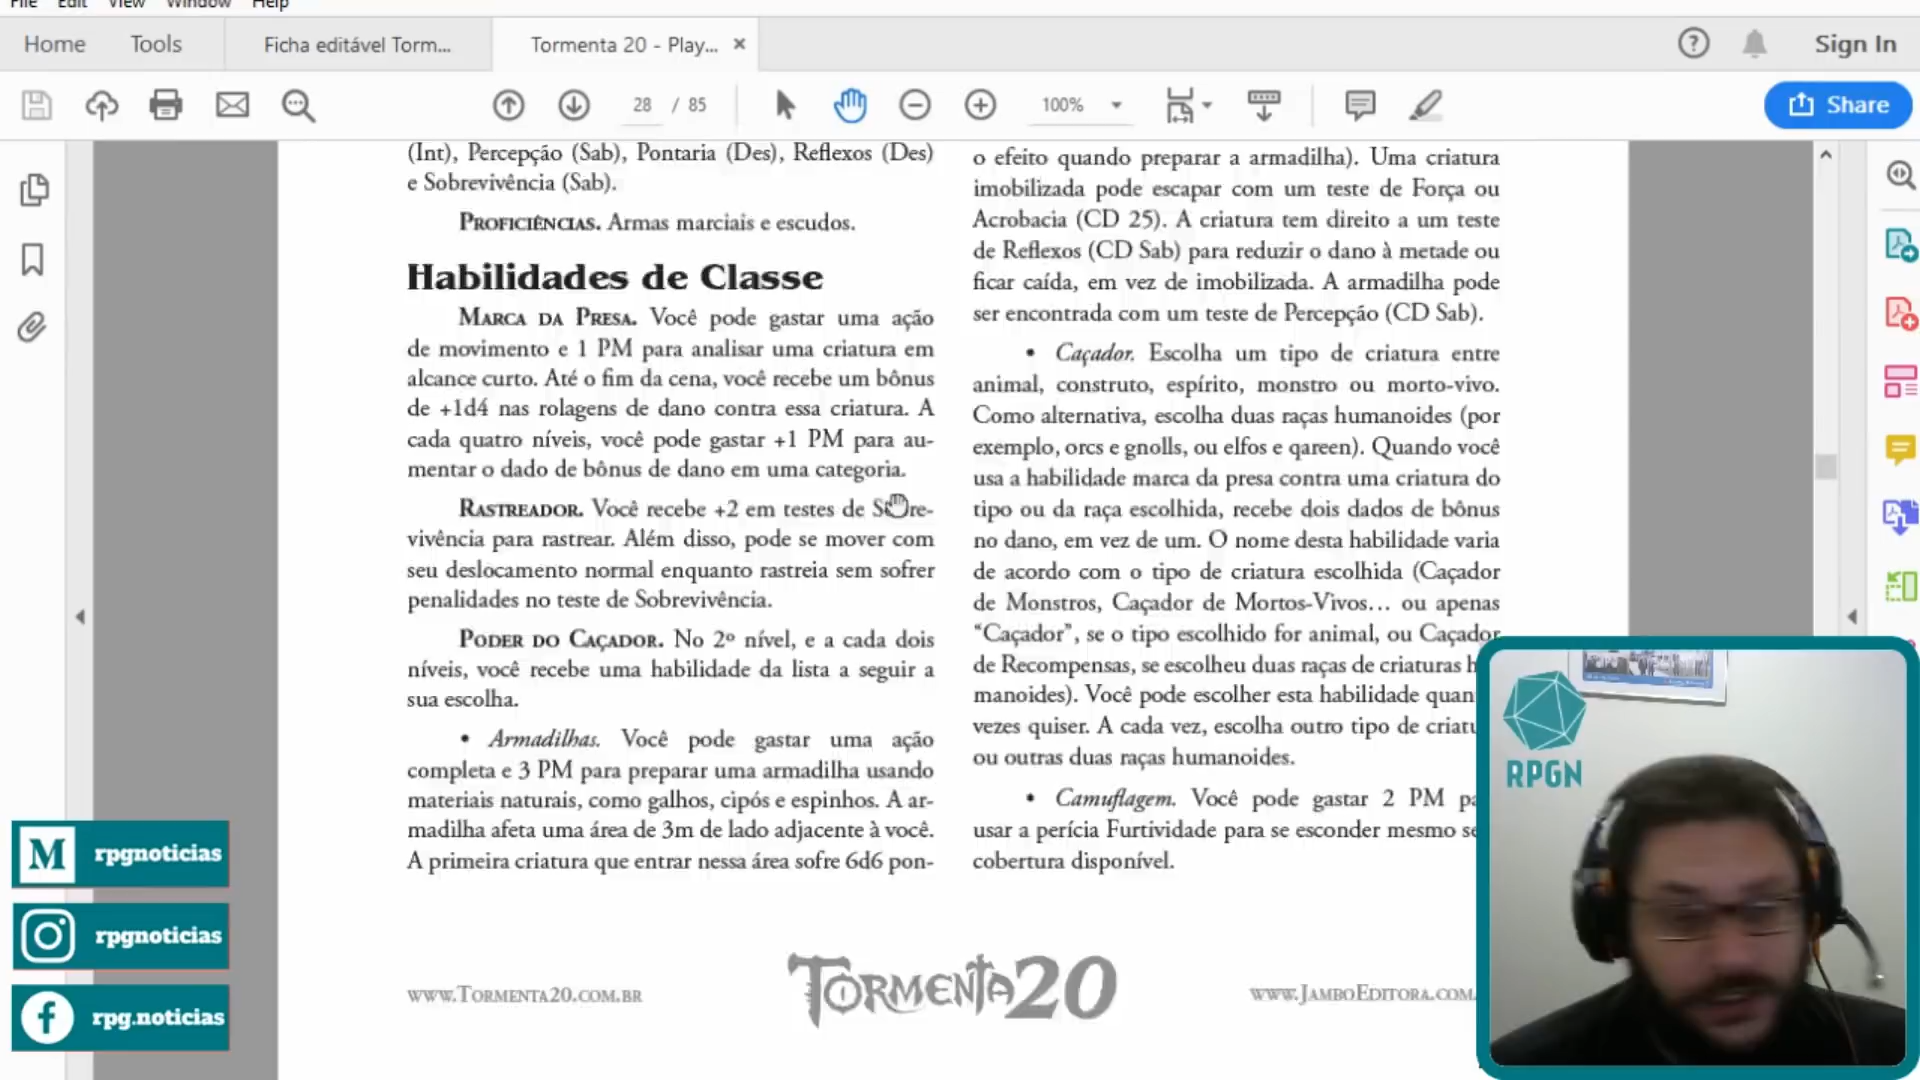 File Edit View Window Help
Home Tools Ficha editável Torm... Tormenta 20 - Play... Sign In
28 / 85 100% Share
(Int), Percepção (Sab), Pontaria (Des), Reflexos (Des)
e Sobrevivência (Sab).
PROFICIÊNCIAS. Armas marciais e escudos.
Habilidades de Classe
MARCA DA PRESA. Você pode gastar uma ação
de movimento e 1 PM para analisar uma criatura em
alcance curto. Até o fim da cena, você recebe um bônus
de +1d4 nas rolagens de dano contra essa criatura. A
cada quatro níveis, você pode gastar +1 PM para au-
mentar o dado de bônus de dano em uma categoria.
RASTREADOR. Você recebe +2 em testes de Sobre-
vivência para rastrear. Além disso, pode se mover com
seu deslocamento normal enquanto rastreia sem sofrer
penalidades no teste de Sobrevivência.
PODER DO CAÇADOR. No 2º nível, e a cada dois
níveis, você recebe uma habilidade da lista a seguir a
sua escolha.
• Armadilhas. Você pode gastar uma ação
completa e 3 PM para preparar uma armadilha usando
materiais naturais, como galhos, cipós e espinhos. A ar-
madilha afeta uma área de 3m de lado adjacente à você.
A primeira criatura que entrar nessa área sofre 6d6 pon-
o efeito quando preparar a armadilha). Uma criatura
imobilizada pode escapar com um teste de Força ou
Acrobacia (CD 25). A criatura tem direito a um teste
de Reflexos (CD Sab) para reduzir o dano à metade ou
ficar caída, em vez de imobilizada. A armadilha pode
ser encontrada com um teste de Percepção (CD Sab).
• Caçador. Escolha um tipo de criatura entre
animal, construto, espírito, monstro ou morto-vivo.
Como alternativa, escolha duas raças humanoides (por
exemplo, orcs e gnolls, ou elfos e qareen). Quando você
usa a habilidade marca da presa contra uma criatura do
tipo ou da raça escolhida, recebe dois dados de bônus
no dano, em vez de um. O nome desta habilidade varia
de acordo com o tipo de criatura escolhida (Caçador
de Monstros, Caçador de Mortos-Vivos... ou apenas
“Caçador”, se o tipo escolhido for animal, ou Caçador
de Recompensas, se escolheu duas raças de criaturas h
manoides). Você pode escolher esta habilidade quan
vezes quiser. A cada vez, escolha outro tipo de criatu
ou outras duas raças humanoides.
• Camuflagem. Você pode gastar 2 PM pa
usar a perícia Furtividade para se esconder mesmo se
cobertura disponível.
WWW.TORMENTA20.COM.BR
TORMENTA20
WWW.JAMBOEDITORA.COM.
M rpgnoticias
rpgnoticias
f rpg.noticias
RPGN